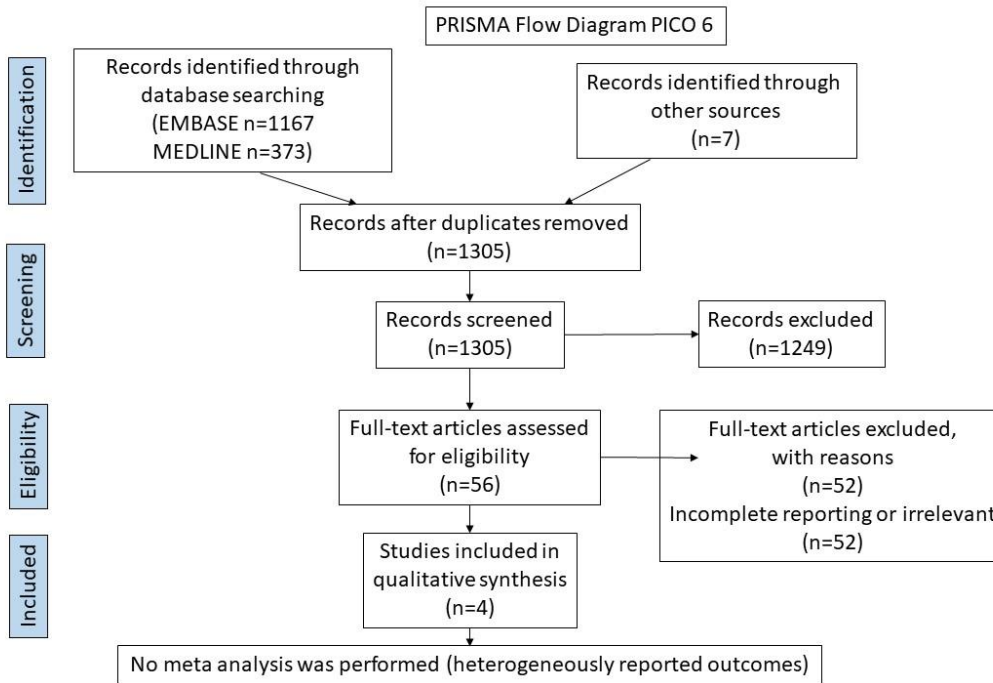 PRISMA Flow Diagram PICO 6
Identification
Records identified through
database searching
(EMBASE n=1167
MEDLINE n=373)
Records identified through
other sources
(n=7)
Records after duplicates removed
(n=1305)
Screening
Records screened
(n=1305)
Records excluded
(n=1249)
Eligibility
Full-text articles assessed
for eligibility
(n=56)
Full-text articles excluded,
with reasons
(n=52)
Incomplete reporting or irrelevant
(n=52)
Included
Studies included in
qualitative synthesis
(n=4)
No meta analysis was performed (heterogeneously reported outcomes)